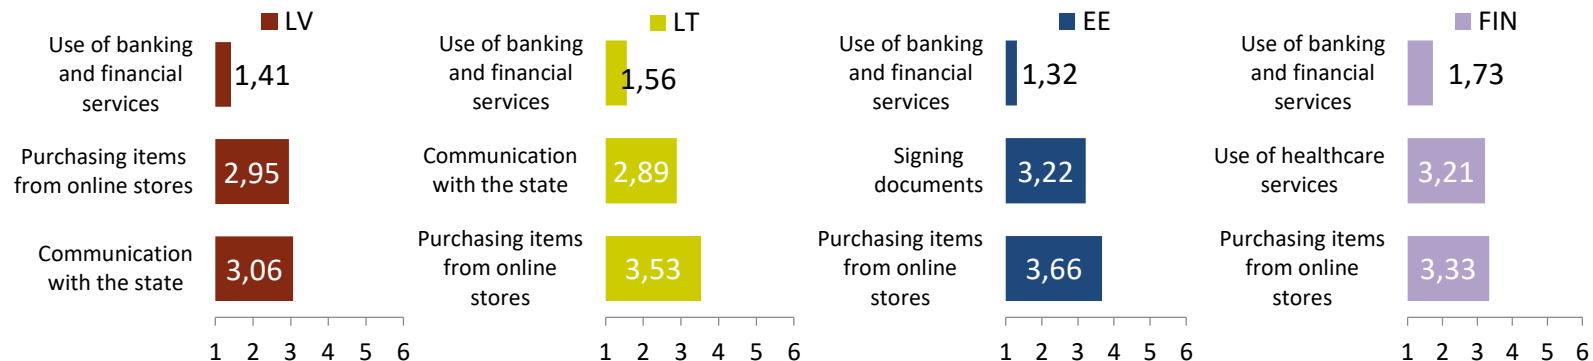 LV
Use of banking
and financial
services
1,41
Purchasing items
from online stores
2,95
Communication
with the state
3,06
1 2 3 4 5 6
LT
Use of banking
and financial
services
1,56
Communication
with the state
2,89
Purchasing items
from online
stores
3,53
1 2 3 4 5 6
EE
Use of banking
and financial
services
1,32
Signing
documents
3,22
Purchasing items
from online
stores
3,66
1 2 3 4 5 6
FIN
Use of banking
and financial
services
1,73
Use of healthcare
services
3,21
Purchasing items
from online
stores
3,33
1 2 3 4 5 6